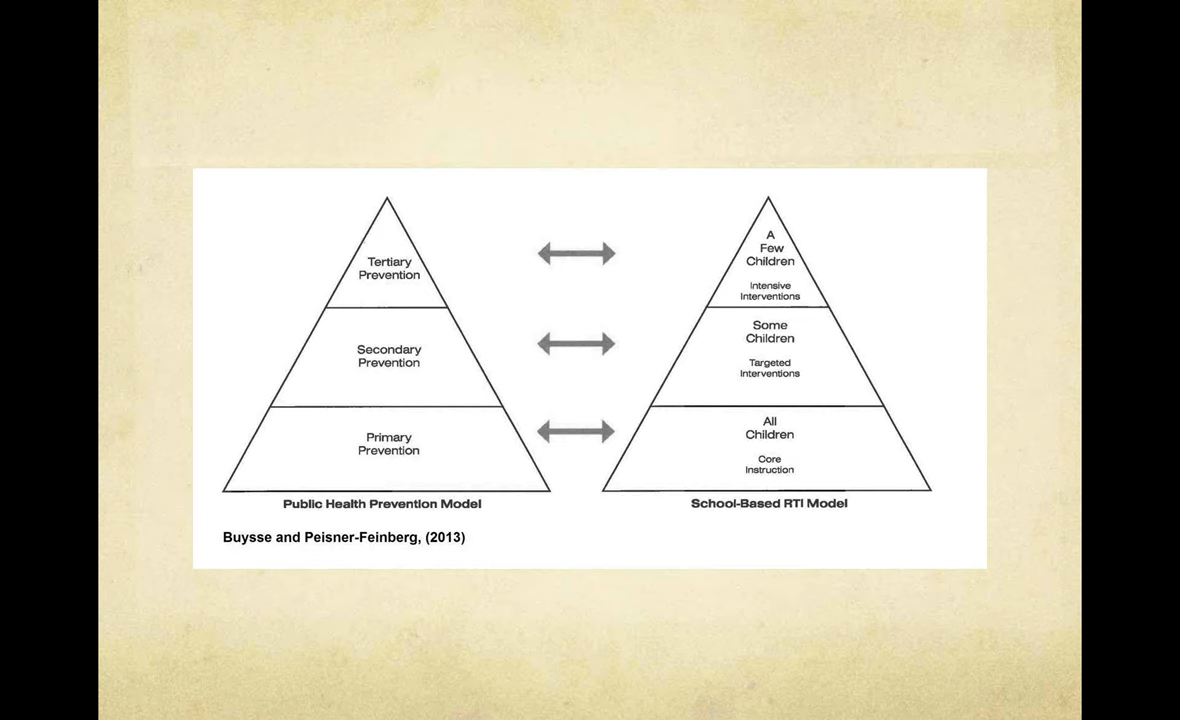 Tertiary
Prevention
Secondary
Prevention
Primary
Prevention
Public Health Prevention Model
A
Few
Children
Intensive
Interventions
Some
Children
Targeted
Interventions
All
Children
Core
Instruction
School-Based RTI Model
Buysse and Peisner-Feinberg, (2013)